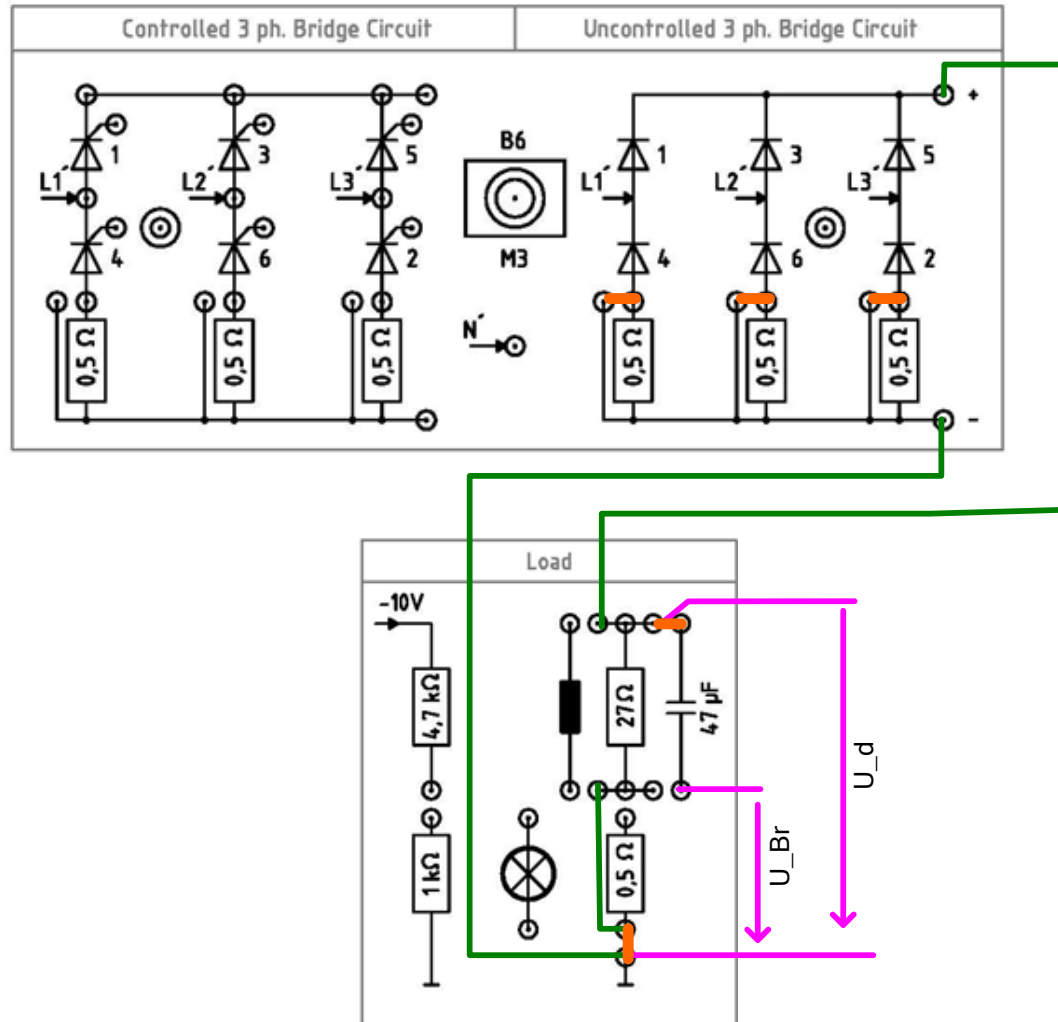 Controlled 3 ph. Bridge Circuit
Uncontrolled 3 ph. Bridge Circuit
+
1
3
5
B6
1
3
5
L1´
L2´
L3´
L1´
L2´
L3´
4
6
2
M3
4
6
2
N´
0,5 Ω
0,5 Ω
0,5 Ω
0,5 Ω
0,5 Ω
0,5 Ω
-
Load
-10V
4,7 kΩ
27Ω
47 µF
U_d
1kΩ
0,5 Ω
U_Br